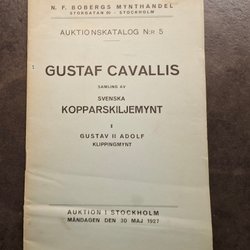 N. F. BOBERGS MYNTHANDEL
STORGATAN 20 - STOCKHOLM
AUKTIONSKATALOG N:R 5
GUSTAF CAVALLIS
SAMLING AV
SVENSKA
KOPPARSKILJEMYNT
I
GUSTAV II ADOLF
KLIPPINGMYNT
AUKTION I STOCKHOLM
MÅNDAGEN DEN 30 MAJ 1927